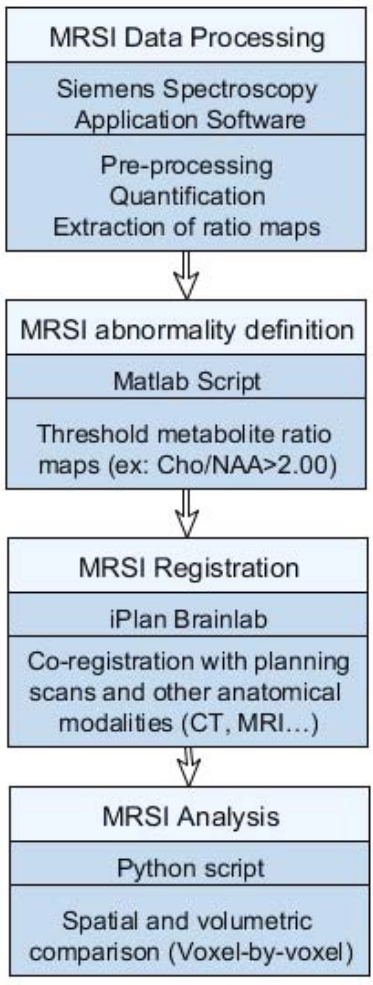 MRSI Data Processing
Siemens Spectroscopy
Application Software
Pre-processing
Quantification
Extraction of ratio maps
MRSI abnormality definition
Matlab Script
Threshold metabolite ratio
maps (ex: Cho/NAA>2.00)
MRSI Registration
iPlan Brainlab
Co-registration with planning
scans and other anatomical
modalities (CT, MRI...)
MRSI Analysis
Python script
Spatial and volumetric
comparison (Voxel-by-voxel)